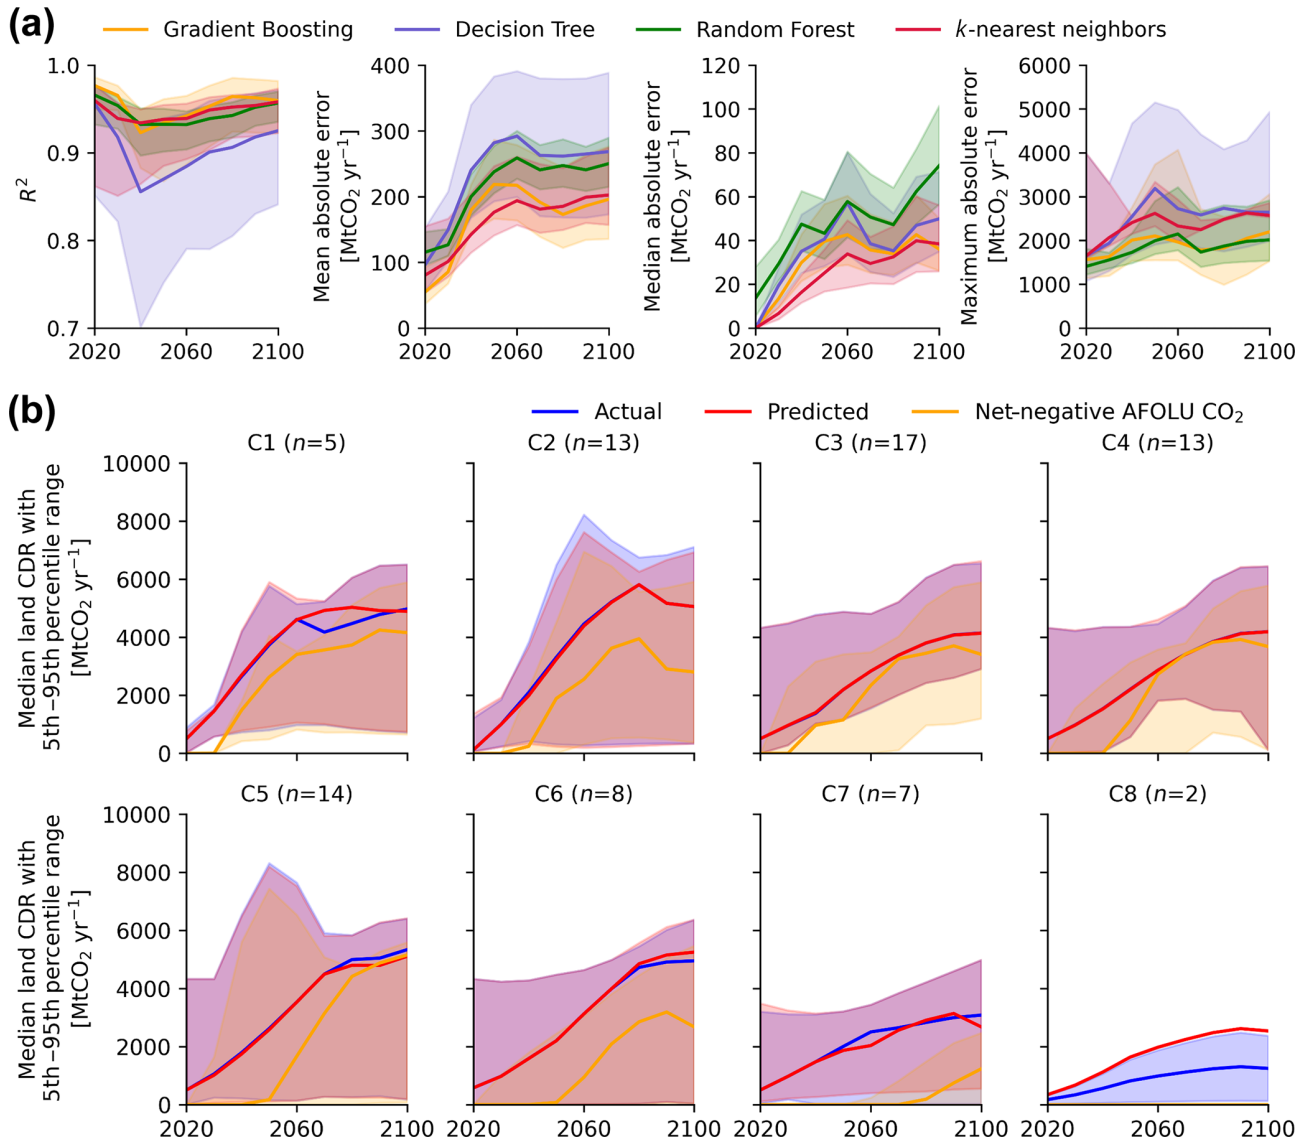 (a)
Gradient Boosting Decision Tree Random Forest k-nearest neighbors
R²
1.0
0.9
0.8
0.7
2020 2060 2100
Mean absolute error
[MtCO₂ yr⁻¹]
400
300
200
100
0
2020 2060 2100
Median absolute error
[MtCO₂ yr⁻¹]
120
100
80
60
40
20
0
2020 2060 2100
Maximum absolute error
[MtCO₂ yr⁻¹]
6000
5000
4000
3000
2000
1000
0
2020 2060 2100
(b)
Actual Predicted Net-negative AFOLU CO₂
C1 (n=5) C2 (n=13) C3 (n=17) C4 (n=13)
Median land CDR with
5th−95th percentile range
[MtCO₂ yr⁻¹]
10000
8000
6000
4000
2000
0
C5 (n=14) C6 (n=8) C7 (n=7) C8 (n=2)
Median land CDR with
5th−95th percentile range
[MtCO₂ yr⁻¹]
10000
8000
6000
4000
2000
0
2020 2060 2100 2020 2060 2100 2020 2060 2100 2020 2060 2100